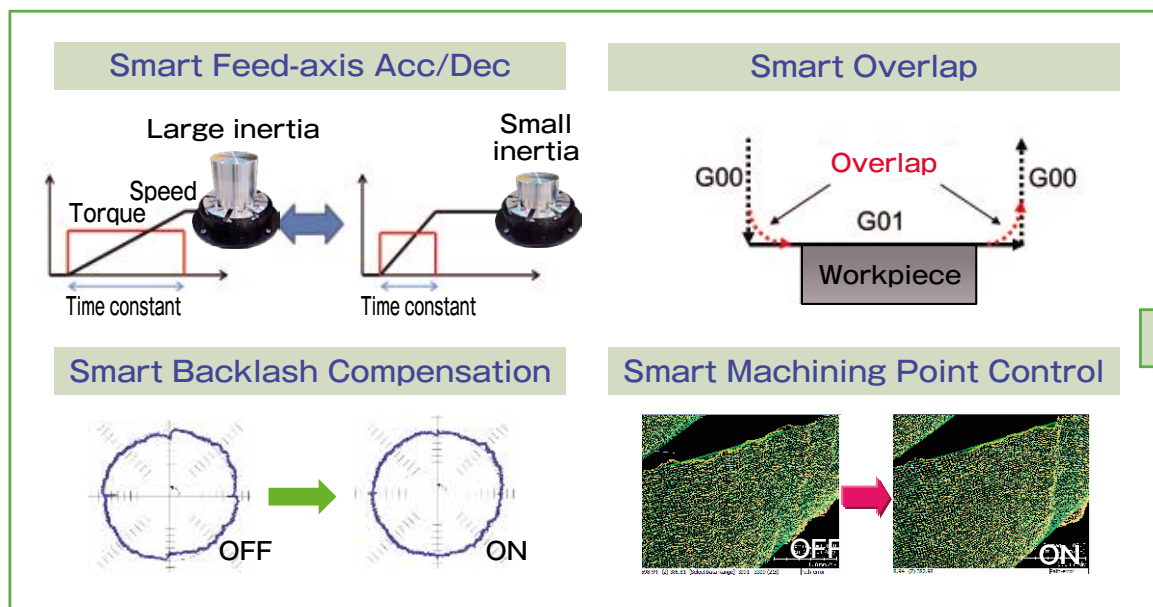 Smart Feed-axis Acc/Dec
Large inertia
Small
inertia
Speed
Torque
Time constant
Time constant
Smart Overlap
G00
Overlap
G00
G01
Workpiece
Smart Backlash Compensation
OFF
ON
Smart Machining Point Control
OFF
ON